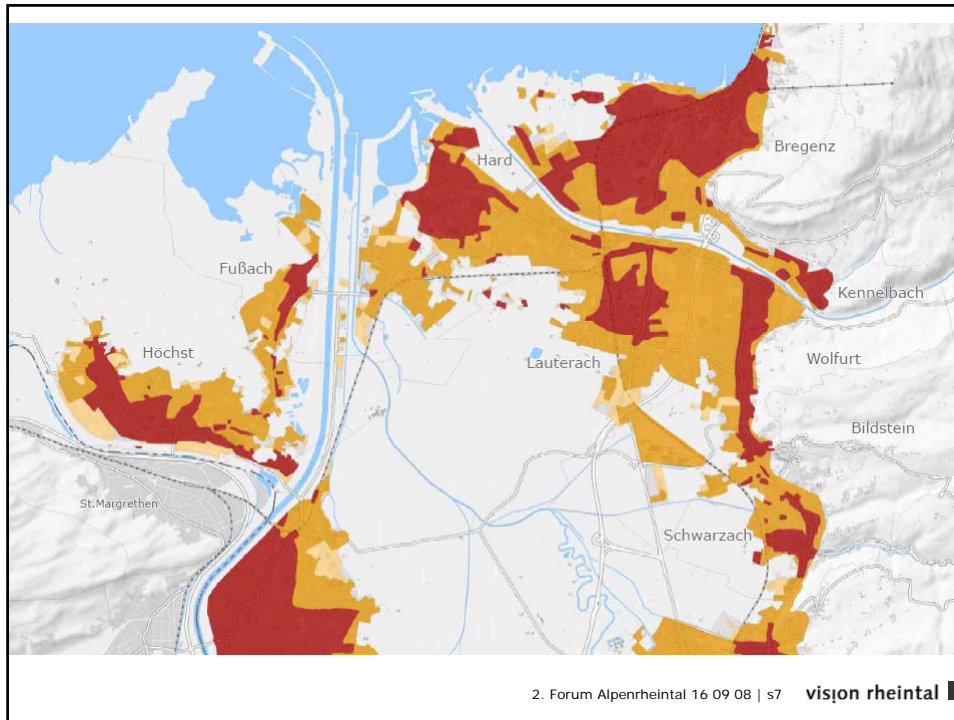 Bregenz
Hard
Fußach
Kennelbach
Höchst
Lauterach
Wolfurt
Bildstein
St.Margrethen
Schwarzach
2. Forum Alpenrheintal 16 09 08 | s7 vision rheintal